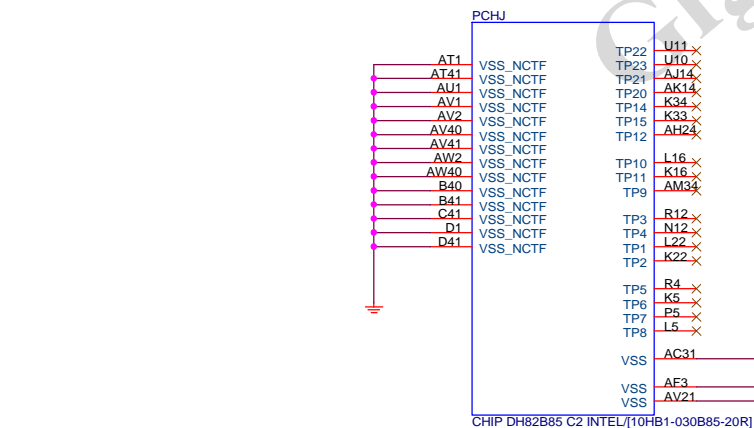 PCHJ
AT1 VSS_NCTF
AT41 VSS_NCTF
AU1 VSS_NCTF
AV1 VSS_NCTF
AV2 VSS_NCTF
AV40 VSS_NCTF
AV41 VSS_NCTF
AW2 VSS_NCTF
AW40 VSS_NCTF
B40 VSS_NCTF
B41 VSS_NCTF
C41 VSS_NCTF
D1 VSS_NCTF
D41 VSS_NCTF
TP22 U11
TP23 U10
TP21 AJ14
TP20 AK14
TP14 K34
TP15 K33
TP12 AH24
TP10 L16
TP11 K16
TP9 AM34
TP3 R12
TP4 N12
TP1 L22
TP2 K22
TP5 R4
TP6 K5
TP7 P5
TP8 L5
VSS AC31
VSS AF3
VSS AV21
CHIP DH82B85 C2 INTEL/[10HB1-030B85-20R]
Gig